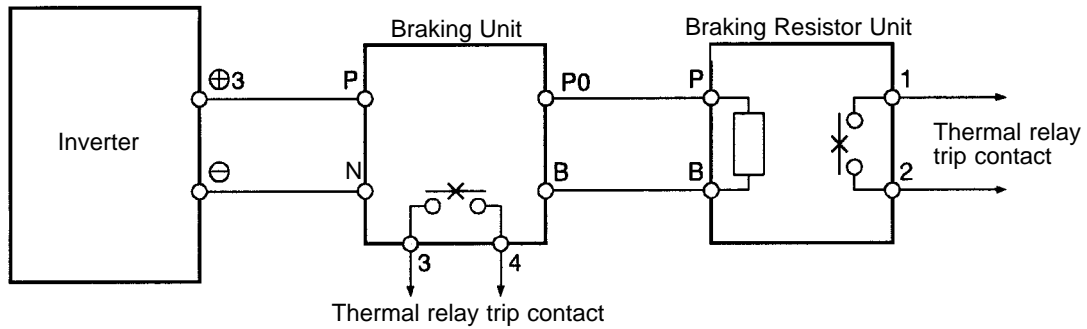 Braking Unit
Braking Resistor Unit
⊕3
P
P0
P
1
Inverter
Thermal relay
trip contact
⊖
N
B
B
2
3
4
Thermal relay trip contact